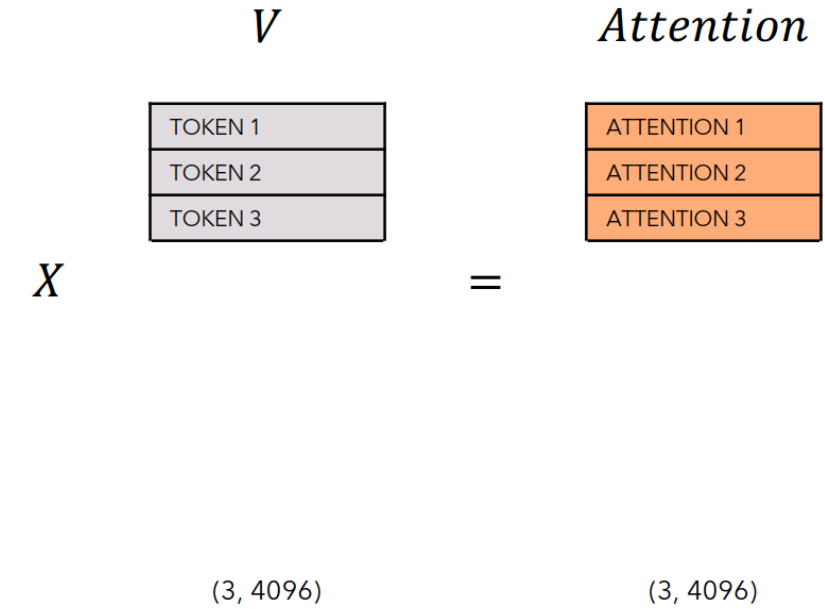 V
Attention
TOKEN 1
TOKEN 2
TOKEN 3
ATTENTION 1
ATTENTION 2
ATTENTION 3
X
=
(3, 4096)
(3, 4096)